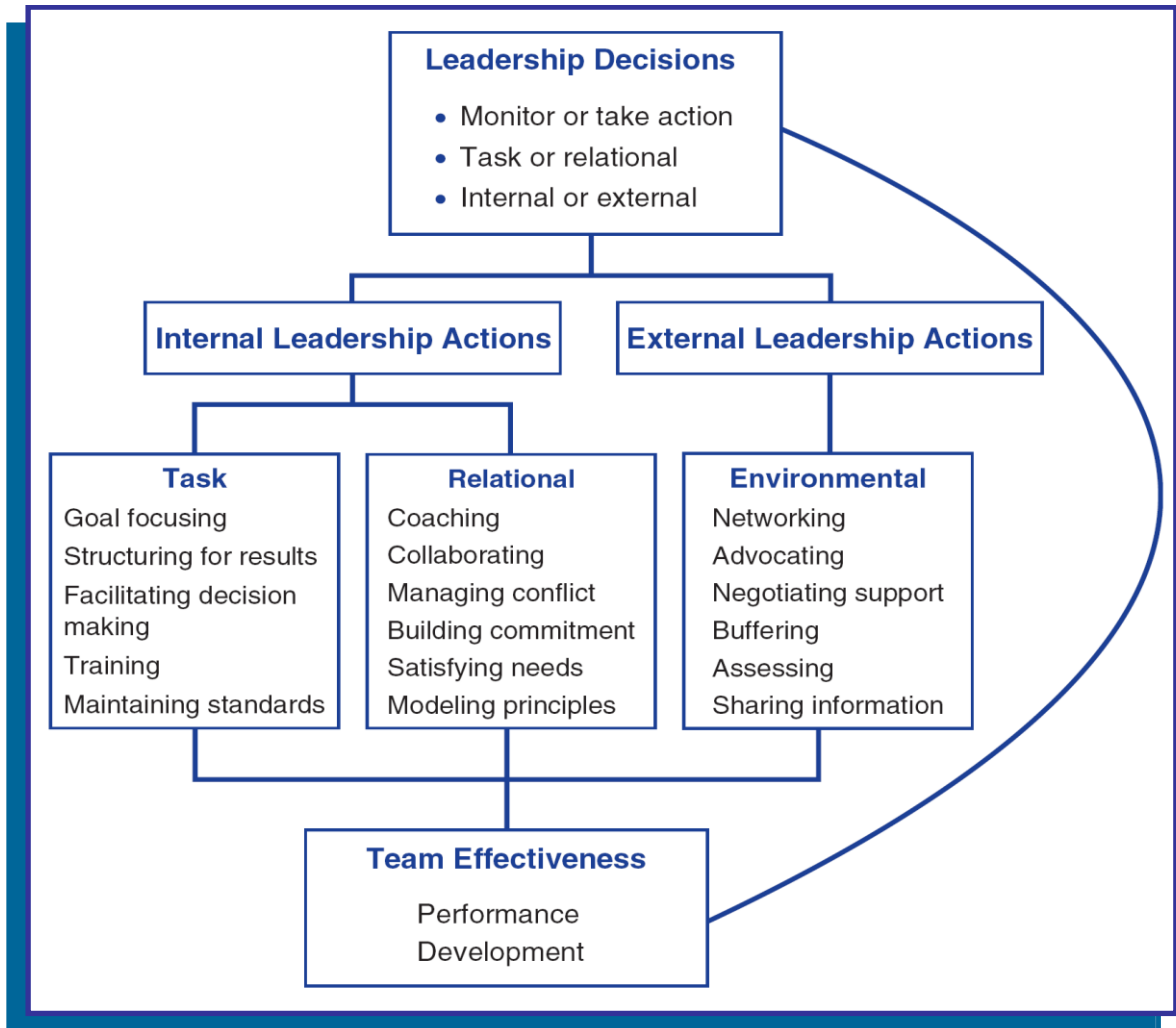 Leadership Decisions
• Monitor or take action
• Task or relational
• Internal or external
Internal Leadership Actions
External Leadership Actions
Task
Goal focusing
Structuring for results
Facilitating decision
making
Training
Maintaining standards
Relational
Coaching
Collaborating
Managing conflict
Building commitment
Satisfying needs
Modeling principles
Environmental
Networking
Advocating
Negotiating support
Buffering
Assessing
Sharing information
Team Effectiveness
Performance
Development